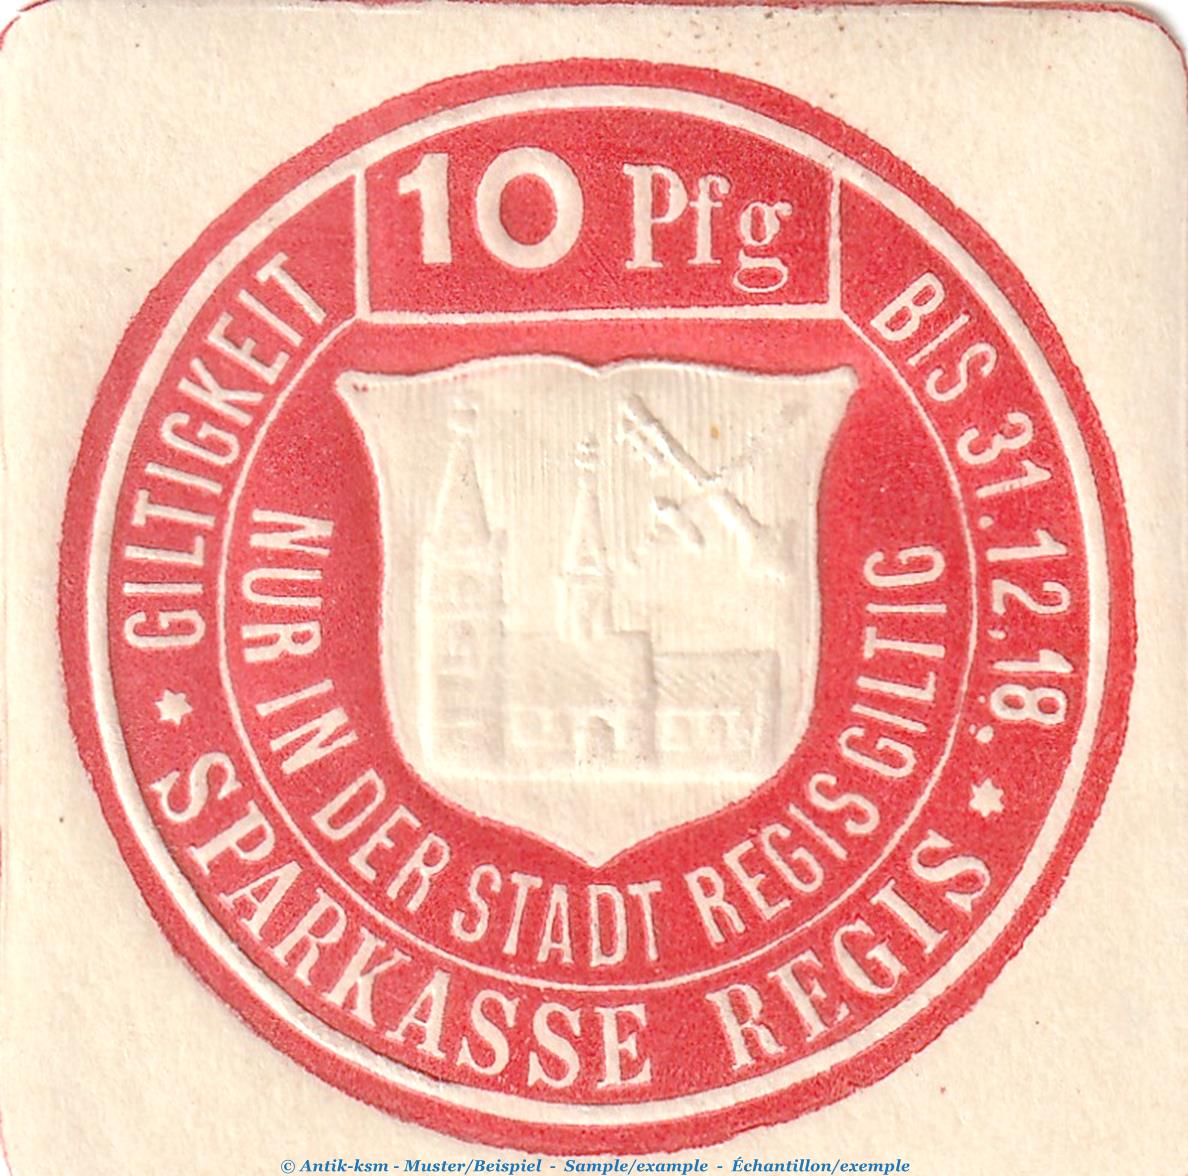 10 Pfg
GILTIGKEIT BIS 31.12.18.
NUR IN DER STADT REGIS GILTIG
SPARKASSE REGIS
© Antik-ksm - Muster/Beispiel - Sample/example - Échantillon/exemple